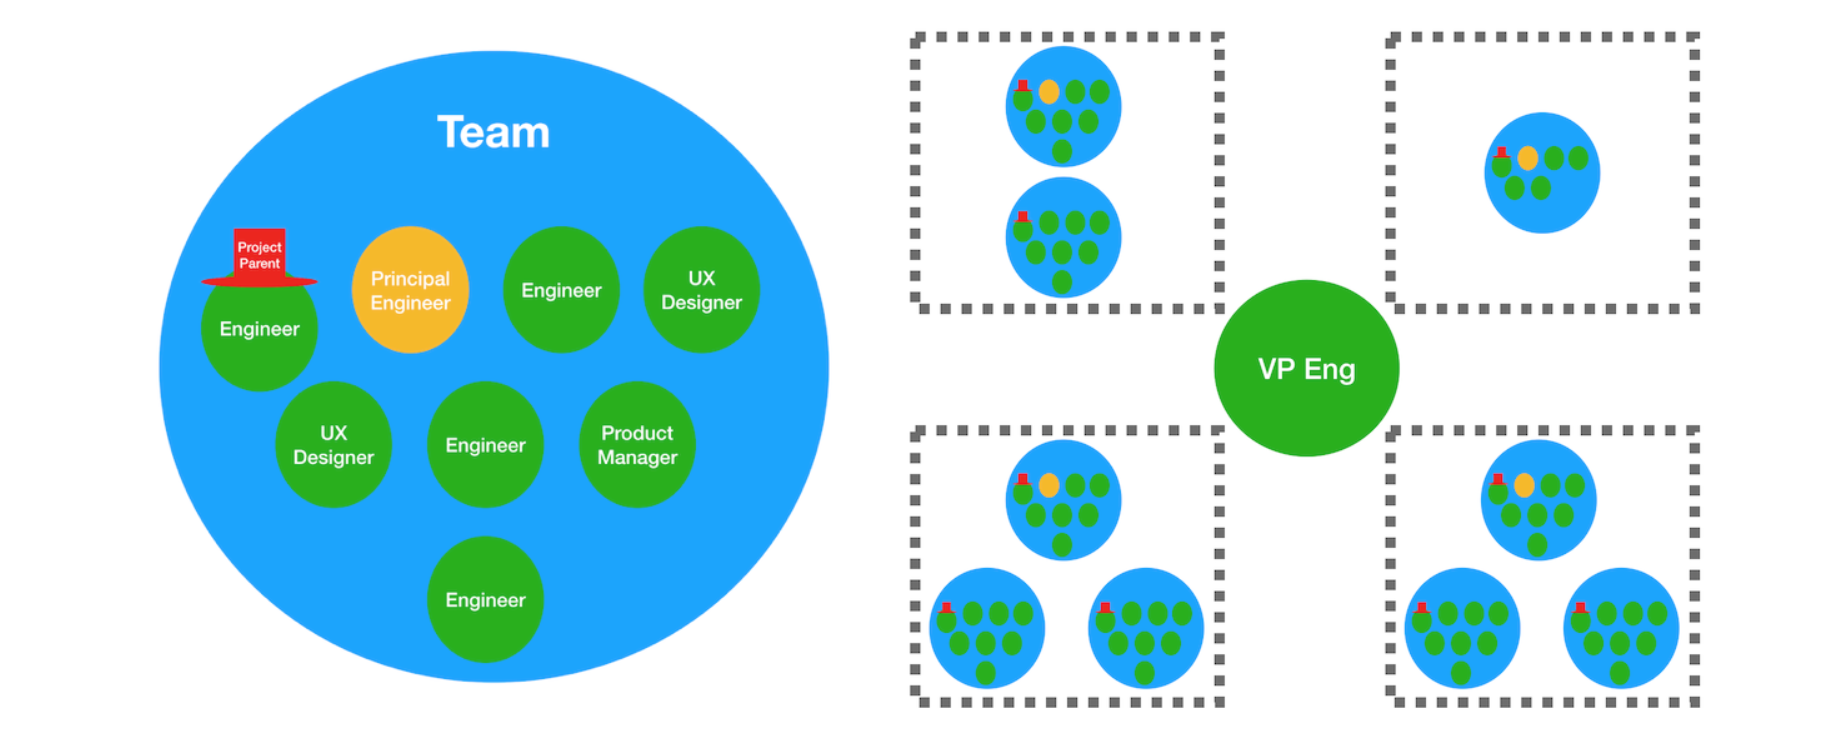 Team
Project
Parent
Engineer
Principal
Engineer
Engineer
UX
Designer
UX
Designer
Engineer
Product
Manager
Engineer
VP Eng